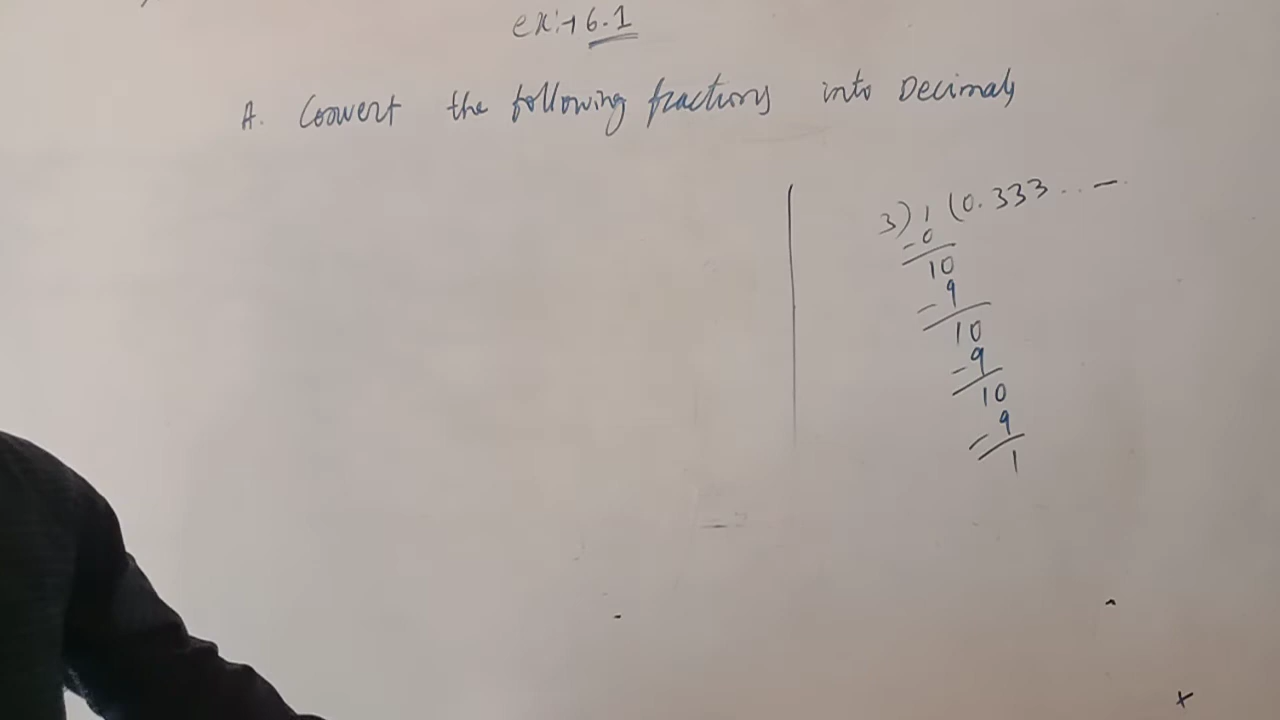 ex:→ 6.1
A. Convert the following fractions into Decimals
3) 1 (0.333...—.
-0
10
- 9
10
- 9
10
- 9
1